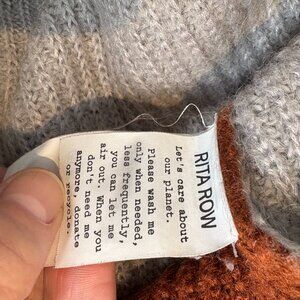 RITA ROW
Let's care about
our planet.
Please wash me
only when needed,
less frequently,
you can let me
air out. When you
don't need me
anymore, donate
or recycle.